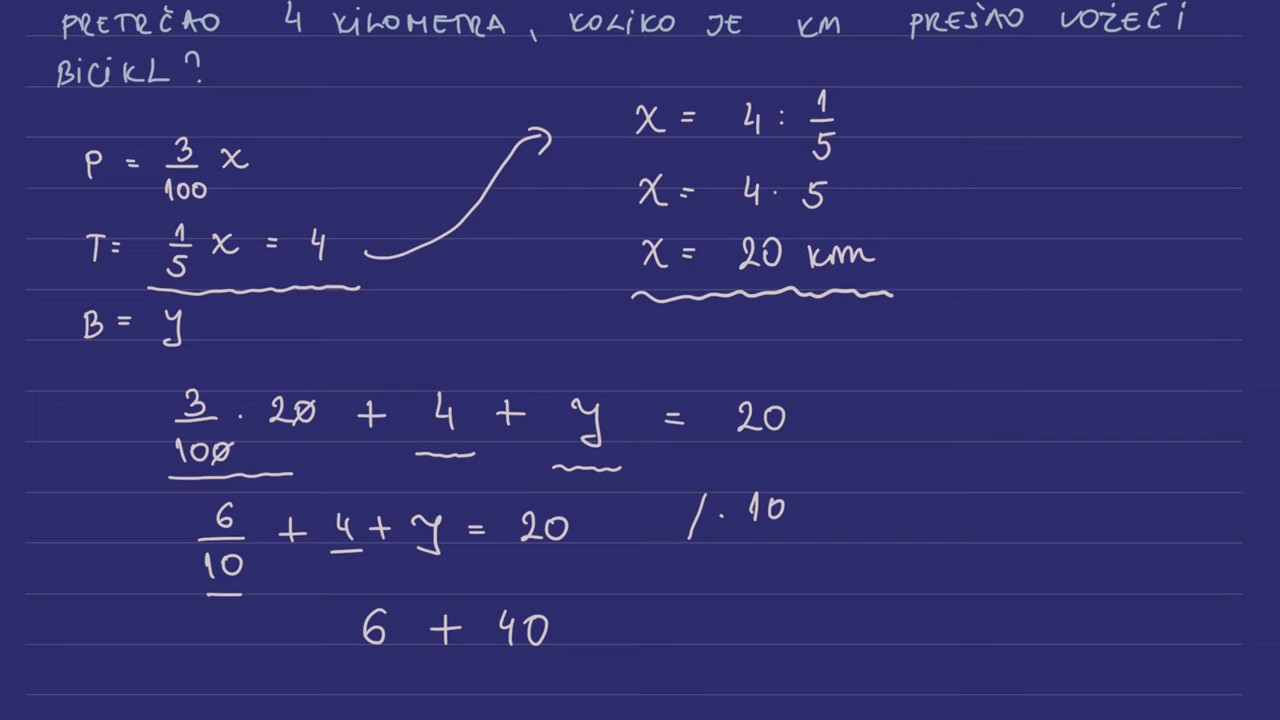 PRETRČAO 4 KILOMETRA, KOLIKO JE KM PREŠAO VOZEĆI
BICIKL?
P = 3/100 x
T = 1/5 x = 4
B = y
x = 4 : 1/5
x = 4 · 5
x = 20 km
3/100 · 20 + 4 + y = 20
6/10 + 4 + y = 20 / · 10
6 + 40